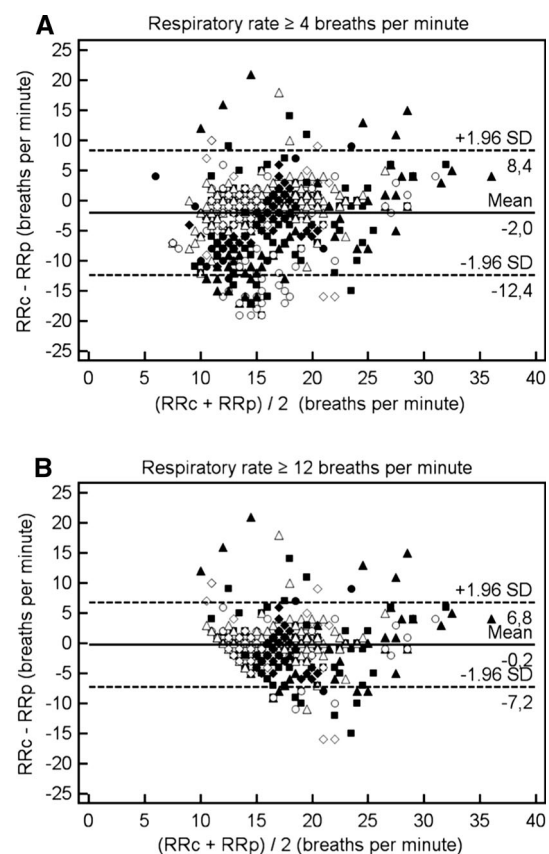 A
Respiratory rate ≥ 4 breaths per minute
25
20
15
10
5
0
-5
-10
-15
-20
-25
RRc - RRp (breaths per minute)
+1.96 SD
8,4
Mean
-2,0
-1.96 SD
-12,4
0 5 10 15 20 25 30 35 40
(RRc + RRp) / 2 (breaths per minute)
B
Respiratory rate ≥ 12 breaths per minute
25
20
15
10
5
0
-5
-10
-15
-20
-25
RRc - RRp (breaths per minute)
+1.96 SD
6,8
Mean
-0,2
-1.96 SD
-7,2
0 5 10 15 20 25 30 35 40
(RRc + RRp) / 2 (breaths per minute)